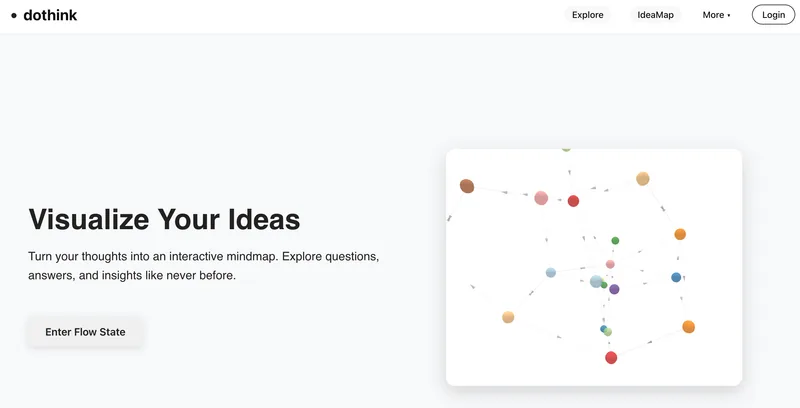 dothink
Explore
IdeaMap
More
Login
Visualize Your Ideas
Turn your thoughts into an interactive mindmap. Explore questions,
answers, and insights like never before.
Enter Flow State